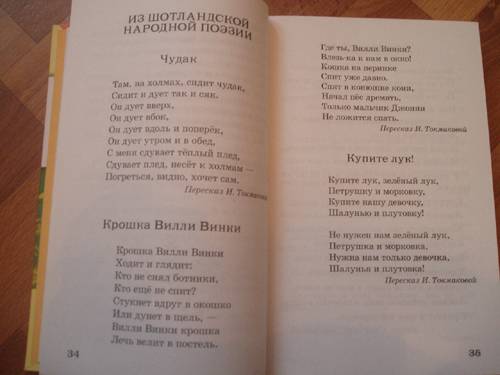 ИЗ ШОТЛАНДСКОЙ
НАРОДНОЙ ПОЭЗИИ
Чудак
Там, на холмах, сидит чудак,
Сидит и дует так и сяк.
Он дует вверх,
Он дует вбок,
Он дует вдоль и поперёк,
Он дует утром и в обед,
С меня сдувает тёплый плед,
Сдувает плед, несёт к холмам —
Погреться, видно, хочет сам.
Пересказ И. Токмаковой
Крошка Вилли Винки
Крошка Вилли Винки
Ходит и глядит:
Кто не снял ботинки,
Кто ещё не спит?
Стукнет вдруг в окошко
Или дунет в щель, —
Вилли Винки крошка
Лечь велит в постель.
34
Где ты, Вилли Винки?
Влезь-ка к нам в окно!
Кошка на перинке
Спит уже давно.
Спят в конюшне кони,
Начал пёс дремать,
Только мальчик Джонни
Не ложится спать.
Пересказ И. Токмаковой
Купите лук!
Купите лук, зелёный лук,
Петрушку и морковку,
Купите нашу девочку,
Шалунью и плутовку!
Не нужен нам зелёный лук,
Петрушка и морковка,
Нужна нам только девочка,
Шалунья и плутовка!
Пересказ И. Токмаковой
35